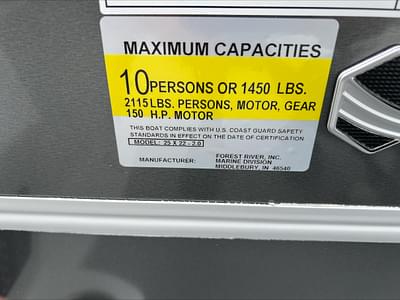 MAXIMUM CAPACITIES
10 PERSONS OR 1450 LBS.
2115 LBS. PERSONS, MOTOR, GEAR
150 H.P. MOTOR
THIS BOAT COMPLIES WITH U.S. COAST GUARD SAFETY
STANDARDS IN EFFECT ON THE DATE OF CERTIFICATION
MODEL: 25 X 22 - 2.0
MANUFACTURER: FOREST RIVER, INC.
MARINE DIVISION
MIDDLEBURY, IN 46540